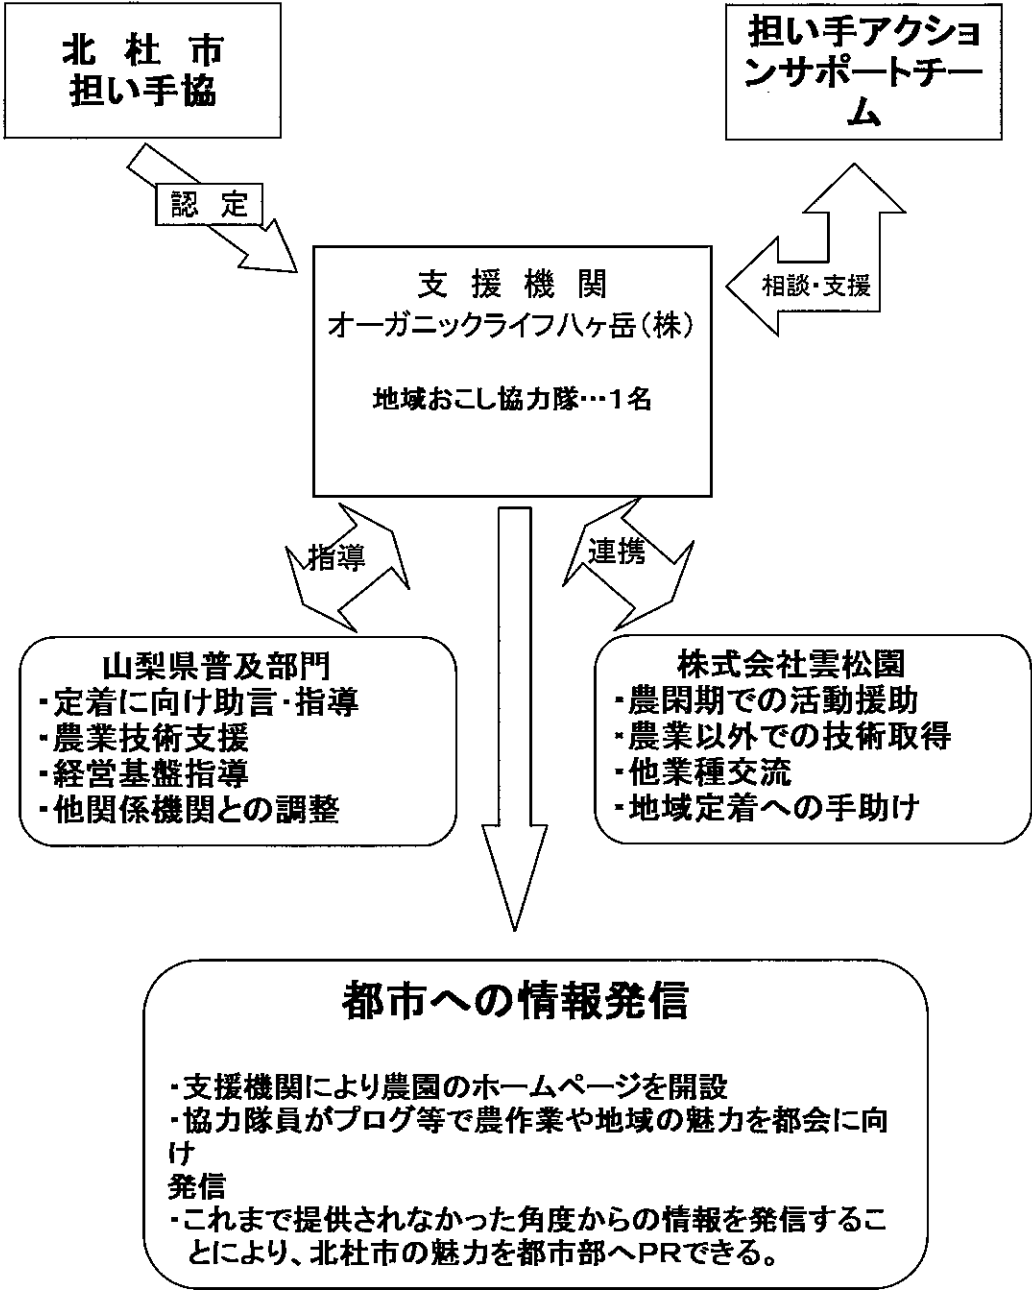 北 杜 市
担い手協
担い手アクショ
ンサポートチー
ム
認 定
支 援 機 関
オーガニックライフ八ヶ岳(株)
地域おこし協力隊…1名
相談・支援
指導
連携
山梨県普及部門
・定着に向け助言・指導
・農業技術支援
・経営基盤指導
・他関係機関との調整
株式会社雲松園
・農閑期での活動援助
・農業以外での技術取得
・他業種交流
・地域定着への手助け
都市への情報発信
・支援機関により農園のホームページを開設
・協力隊員がブログ等で農作業や地域の魅力を都会に向
け
発信
・これまで提供されなかった角度からの情報を発信するこ
とにより、北杜市の魅力を都市部へPRできる。